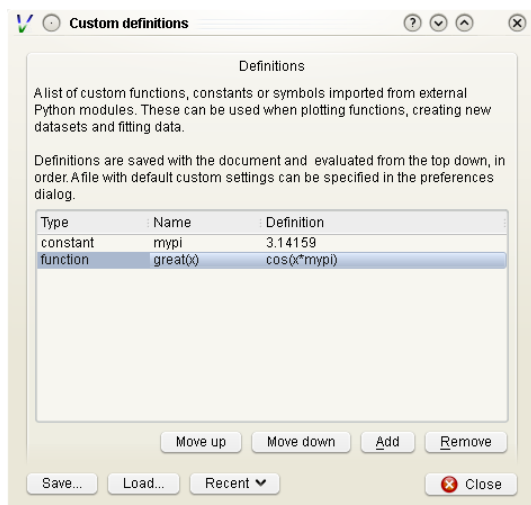 Custom definitions
Definitions
A list of custom functions, constants or symbols imported from external
Python modules. These can be used when plotting functions, creating new
datasets and fitting data.
Definitions are saved with the document and evaluated from the top down, in
order. A file with default custom settings can be specified in the preferences
dialog.
Type Name Definition
constant mypi 3.14159
function great(x) cos(x*mypi)
Move up Move down Add Remove
Save... Load... Recent Close